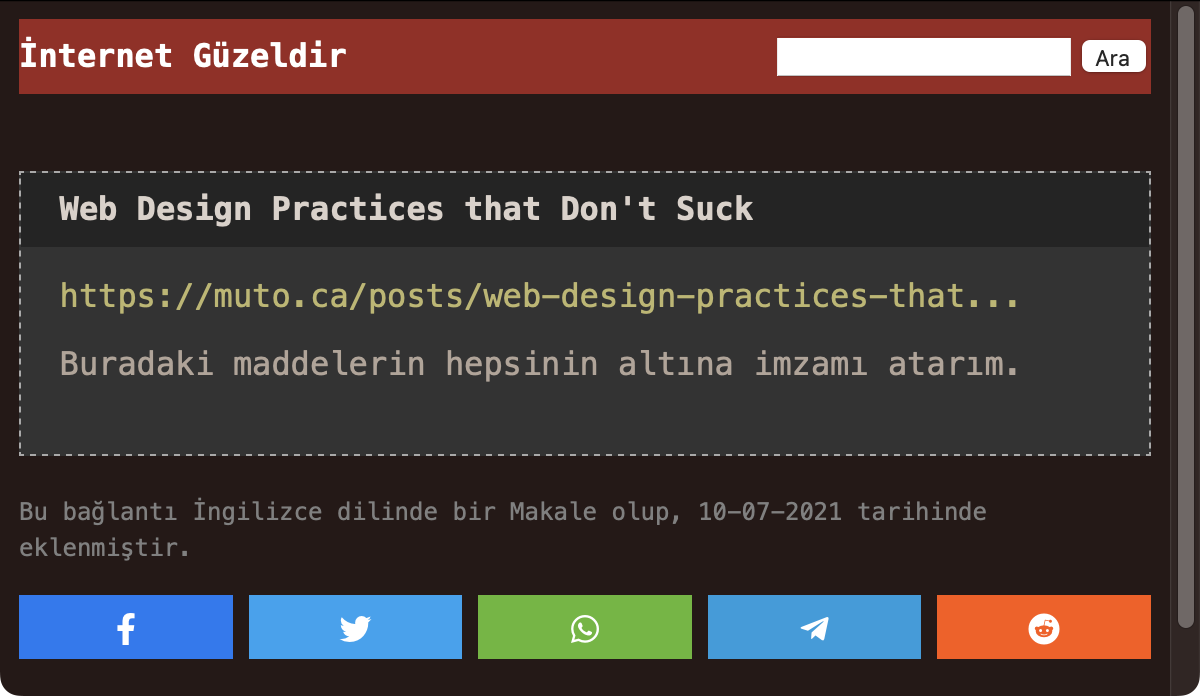 İnternet Güzeldir
Ara
Web Design Practices that Don't Suck
https://muto.ca/posts/web-design-practices-that...
Buradaki maddelerin hepsinin altına imzamı atarım.
Bu bağlantı İngilizce dilinde bir Makale olup, 10-07-2021 tarihinde
eklenmiştir.